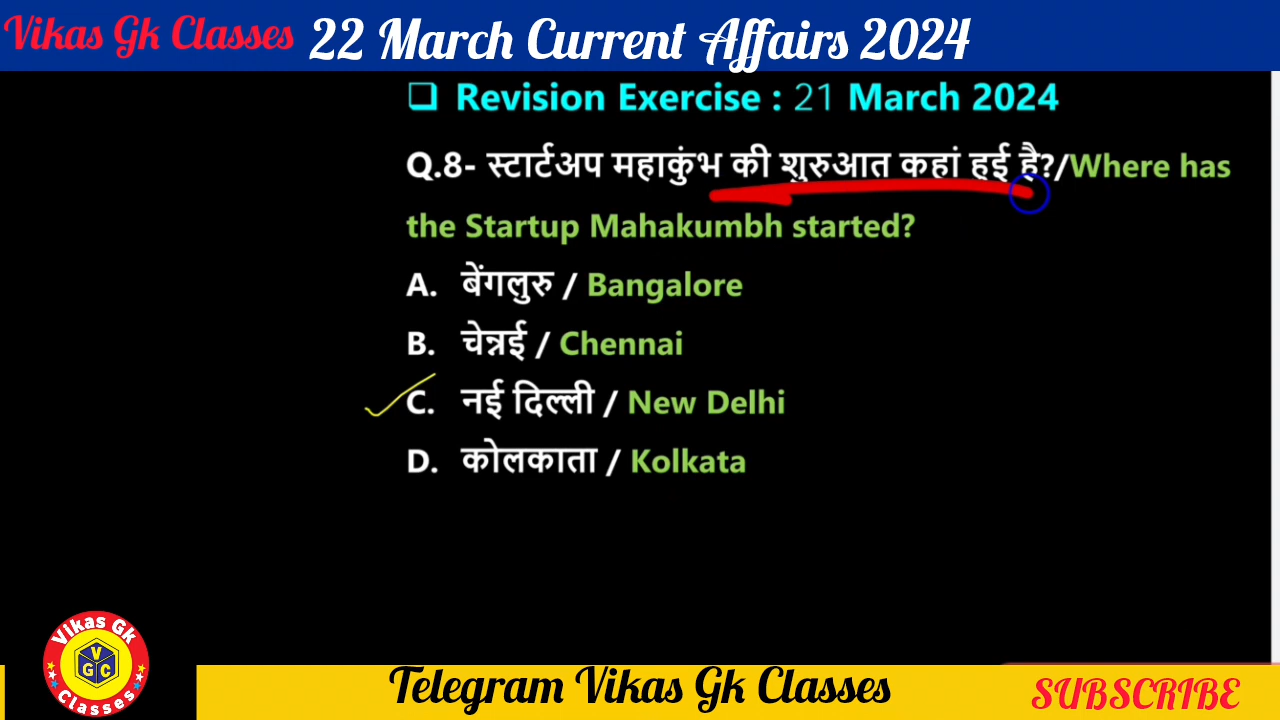 Vikas Gk Classes 22 March Current Affairs 2024
Revision Exercise : 21 March 2024
Q.8- स्टार्टअप महाकुंभ की शुरुआत कहां हुई है?/Where has
the Startup Mahakumbh started?
A. बेंगलुरु / Bangalore
B. चेन्नई / Chennai
C. नई दिल्ली / New Delhi
D. कोलकाता / Kolkata
Vikas Gk
V
G C
Classes
Telegram Vikas Gk Classes
SUBSCRIBE